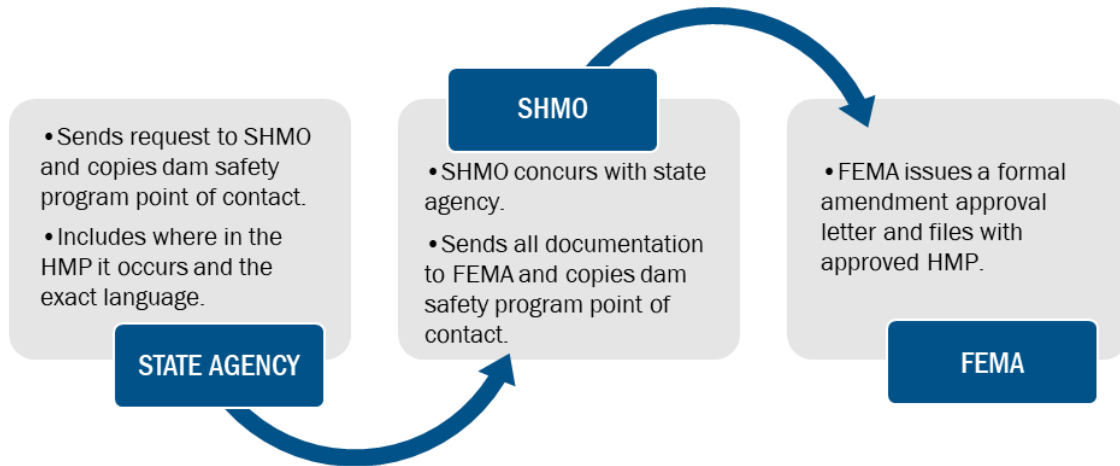 • Sends request to SHMO
and copies dam safety
program point of contact.
• Includes where in the
HMP it occurs and the
exact language.
STATE AGENCY
SHMO
• SHMO concurs with state
agency.
• Sends all documentation
to FEMA and copies dam
safety program point of
contact.
• FEMA issues a formal
amendment approval
letter and files with
approved HMP.
FEMA